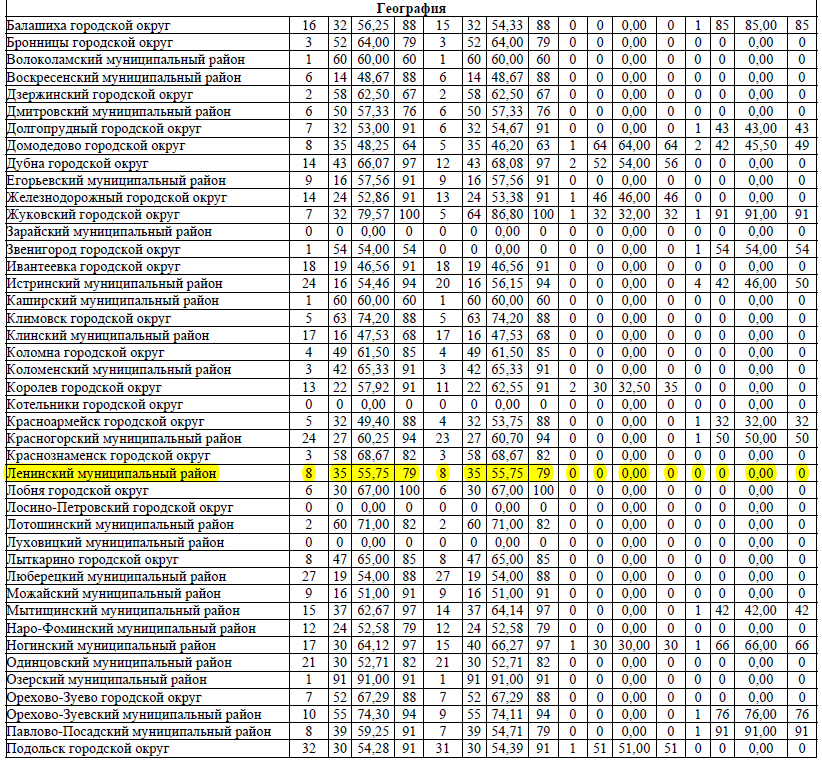 География
Балашиха городской округ 16 32 56,25 88 15 32 54,33 88 0 0 0,00 0 1 85 85,00 85
Бронницы городской округ 3 52 64,00 79 3 52 64,00 79 0 0 0,00 0 0 0 0,00 0
Волоколамский муниципальный район 1 60 60,00 60 1 60 60,00 60 0 0 0,00 0 0 0 0,00 0
Воскресенский муниципальный район 6 14 48,67 88 6 14 48,67 88 0 0 0,00 0 0 0 0,00 0
Дзержинский городской округ 2 58 62,50 67 2 58 62,50 67 0 0 0,00 0 0 0 0,00 0
Дмитровский муниципальный район 6 50 57,33 76 6 50 57,33 76 0 0 0,00 0 0 0 0,00 0
Долгопрудный городской округ 7 32 53,00 91 6 32 54,67 91 0 0 0,00 0 1 43 43,00 43
Домодедово городской округ 8 35 48,25 64 5 35 46,20 63 1 64 64,00 64 2 42 45,50 49
Дубна городской округ 14 43 66,07 97 12 43 68,08 97 2 52 54,00 56 0 0 0,00 0
Егорьевский муниципальный район 9 16 57,56 91 9 16 57,56 91 0 0 0,00 0 0 0 0,00 0
Железнодорожный городской округ 14 24 52,86 91 13 24 53,38 91 1 46 46,00 46 0 0 0,00 0
Жуковский городской округ 7 32 79,57 100 5 64 86,80 100 1 32 32,00 32 1 91 91,00 91
Зарайский муниципальный район 0 0 0,00 0 0 0 0,00 0 0 0 0,00 0 0 0 0,00 0
Звенигород городской округ 1 54 54,00 54 0 0 0,00 0 0 0 0,00 0 1 54 54,00 54
Ивантеевка городской округ 18 19 46,56 91 18 19 46,56 91 0 0 0,00 0 0 0 0,00 0
Истринский муниципальный район 24 16 54,46 94 20 16 56,15 94 0 0 0,00 0 4 42 46,00 50
Каширский муниципальный район 1 60 60,00 60 1 60 60,00 60 0 0 0,00 0 0 0 0,00 0
Климовск городской округ 5 63 74,20 88 5 63 74,20 88 0 0 0,00 0 0 0 0,00 0
Клинский муниципальный район 17 16 47,53 68 17 16 47,53 68 0 0 0,00 0 0 0 0,00 0
Коломна городской округ 4 49 61,50 85 4 49 61,50 85 0 0 0,00 0 0 0 0,00 0
Коломенский муниципальный район 3 42 65,33 91 3 42 65,33 91 0 0 0,00 0 0 0 0,00 0
Королев городской округ 13 22 57,92 91 11 22 62,55 91 2 30 32,50 35 0 0 0,00 0
Котельники городской округ 0 0 0,00 0 0 0 0,00 0 0 0 0,00 0 0 0 0,00 0
Красноармейск городской округ 5 32 49,40 88 4 32 53,75 88 0 0 0,00 0 1 32 32,00 32
Красногорский муниципальный район 24 27 60,25 94 23 27 60,70 94 0 0 0,00 0 1 50 50,00 50
Краснознаменск городской округ 3 58 68,67 82 3 58 68,67 82 0 0 0,00 0 0 0 0,00 0
Ленинский муниципальный район 8 35 55,75 79 8 35 55,75 79 0 0 0,00 0 0 0 0,00 0
Лобня городской округ 6 30 67,00 100 6 30 67,00 100 0 0 0,00 0 0 0 0,00 0
Лосино-Петровский городской округ 0 0 0,00 0 0 0 0,00 0 0 0 0,00 0 0 0 0,00 0
Лотошинский муниципальный район 2 60 71,00 82 2 60 71,00 82 0 0 0,00 0 0 0 0,00 0
Луховицкий муниципальный район 0 0 0,00 0 0 0 0,00 0 0 0 0,00 0 0 0 0,00 0
Лыткарино городской округ 8 47 65,00 85 8 47 65,00 85 0 0 0,00 0 0 0 0,00 0
Люберецкий муниципальный район 27 19 54,00 88 27 19 54,00 88 0 0 0,00 0 0 0 0,00 0
Можайский муниципальный район 9 16 51,00 91 9 16 51,00 91 0 0 0,00 0 0 0 0,00 0
Мытищинский муниципальный район 15 37 62,67 97 14 37 64,14 97 0 0 0,00 0 1 42 42,00 42
Наро-Фоминский муниципальный район 12 24 52,58 79 12 24 52,58 79 0 0 0,00 0 0 0 0,00 0
Ногинский муниципальный район 17 30 64,12 97 15 40 66,27 97 1 30 30,00 30 1 66 66,00 66
Одинцовский муниципальный район 21 30 52,71 82 21 30 52,71 82 0 0 0,00 0 0 0 0,00 0
Озерский муниципальный район 1 91 91,00 91 1 91 91,00 91 0 0 0,00 0 0 0 0,00 0
Орехово-Зуево городской округ 7 52 67,29 88 7 52 67,29 88 0 0 0,00 0 0 0 0,00 0
Орехово-Зуевский муниципальный район 10 55 74,30 94 9 55 74,11 94 0 0 0,00 0 1 76 76,00 76
Павлово-Посадский муниципальный район 8 39 59,25 91 7 39 54,71 79 0 0 0,00 0 1 91 91,00 91
Подольск городской округ 32 30 54,28 91 31 30 54,39 91 1 51 51,00 51 0 0 0,00 0